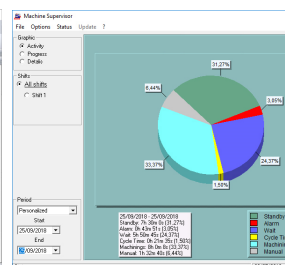 Machine Supervisor
File Options Status Update ?
Graphic
Activity
Progress
Details
Shifts
All shifts
Shift 1
Period
Personalized
Start
25/09/2018
End
/09/2018
31,27%
3,05%
24,37%
1,50%
33,37%
6,44%
25/09/2018 - 25/09/2018
Standby: 7h 30m 0s (31,27%)
Alarm: 0h 43m 51s (3,05%)
Wait: 5h 50m 45s (24,37%)
Cycle Time: 0h 21m 35s (1,50%)
Machinings: 8h 0m 0s (33,37%)
Manual: 1h 32m 40s (6,44%)
Standby
Alarm
Wait
Cycle Ti
Machini
Manual